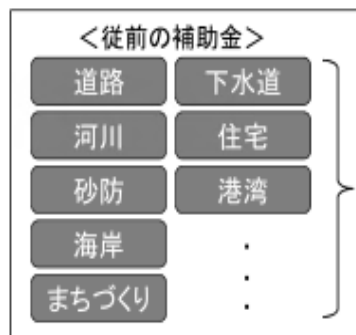 ＜従前の補助金＞
道路
下水道
河川
住宅
砂防
港湾
海岸
まちづくり